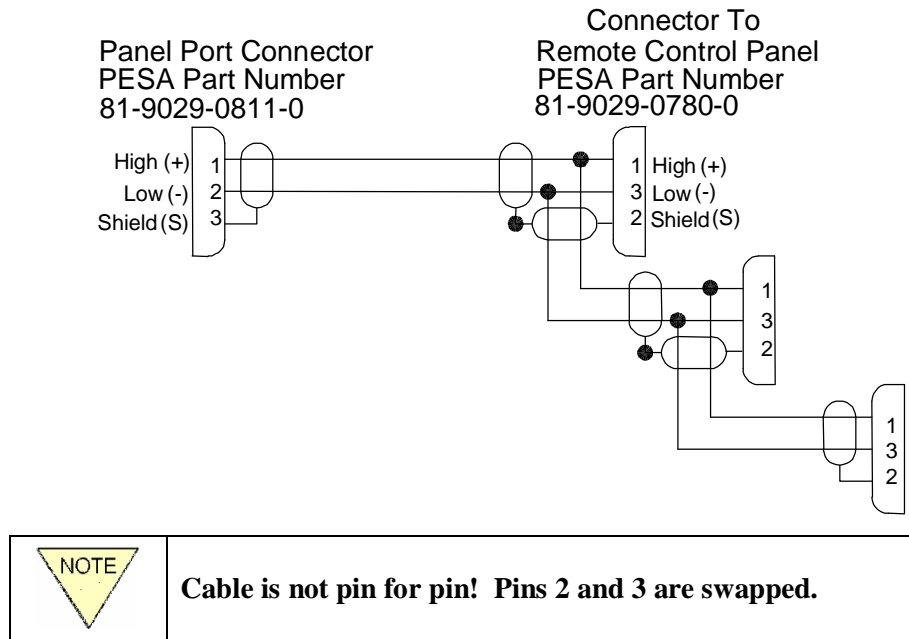 Panel Port Connector
PESA Part Number
81-9029-0811-0
Connector To
Remote Control Panel
PESA Part Number
81-9029-0780-0
High (+) 1
Low (-) 2
Shield (S) 3
1 High (+)
3 Low (-)
2 Shield (S)
1
3
2
1
3
2
NOTE
Cable is not pin for pin! Pins 2 and 3 are swapped.